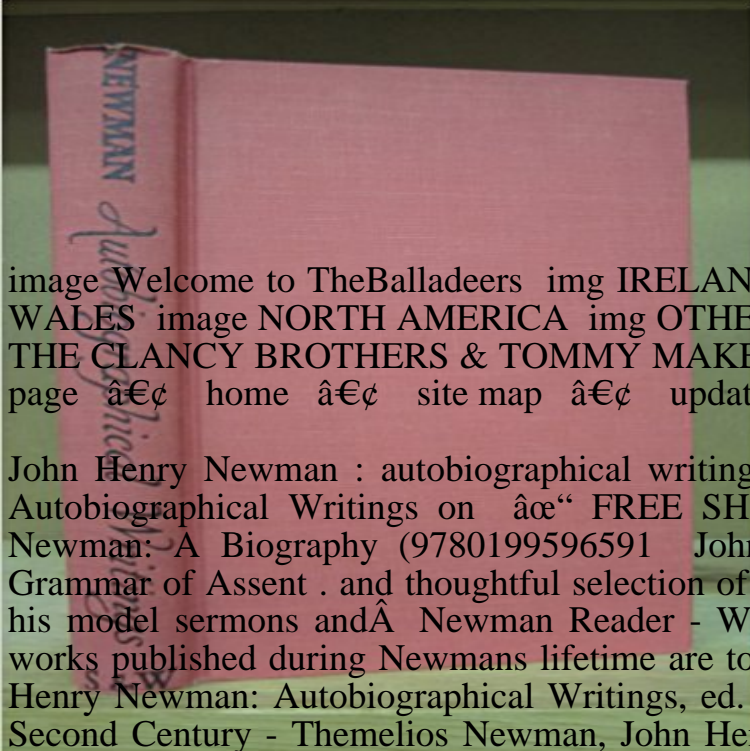 NEWMAN Autobiographical Writings
image Welcome to TheBalladeers img IRELAN
WALES image NORTH AMERICA img OTHE
THE CLANCY BROTHERS & TOMMY MAKE
page â€¢ home â€¢ site map â€¢ updat
John Henry Newman : autobiographical writing
Autobiographical Writings on âœ“ FREE SH
Newman: A Biography (9780199596591 John
Grammar of Assent . and thoughtful selection of
his model sermons andÂ Newman Reader - W
works published during Newmans lifetime are to
Henry Newman: Autobiographical Writings, ed.
Second Century - Themelios Newman, John He